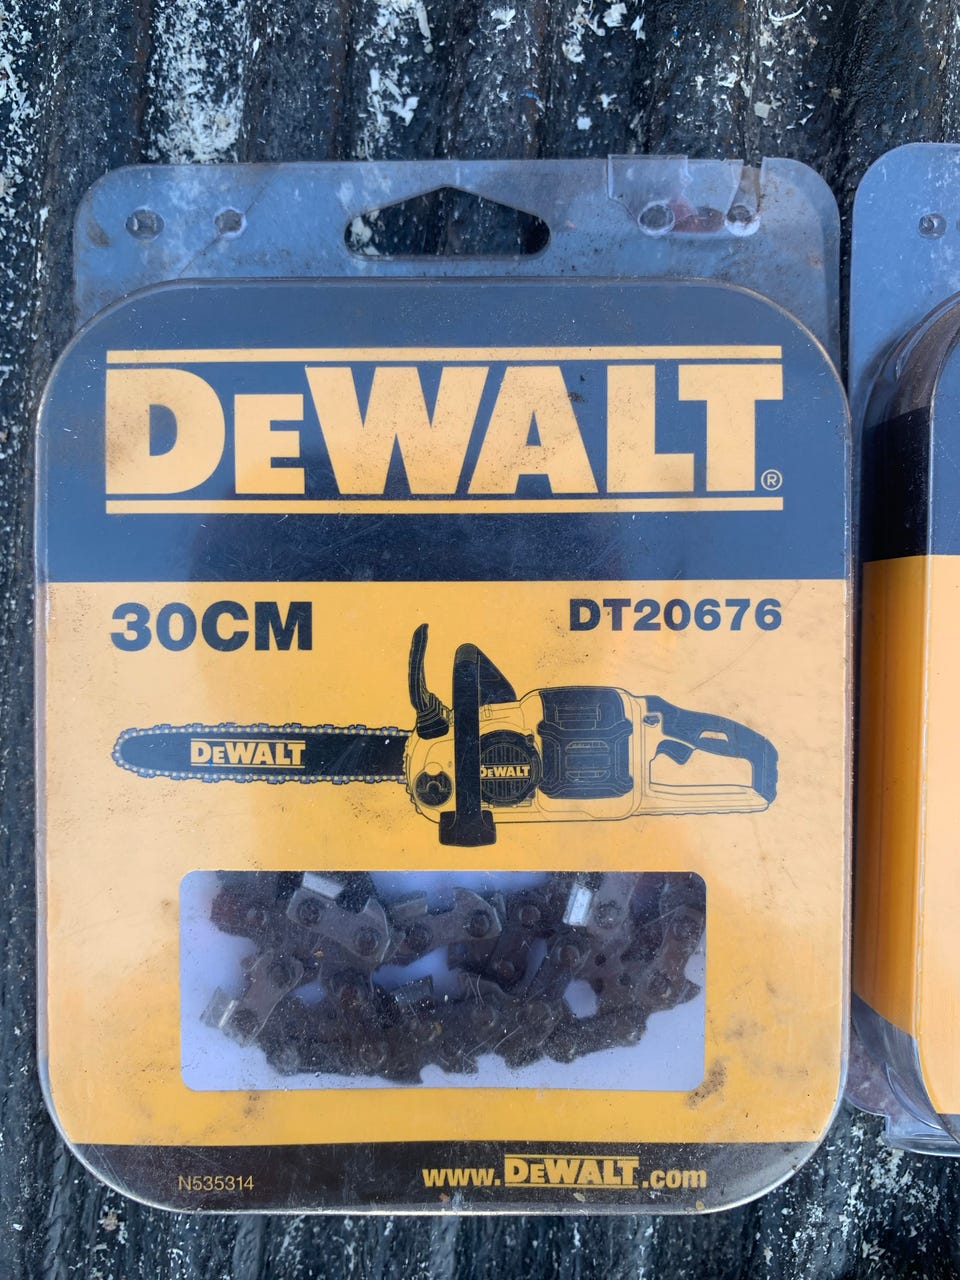 DEWALT®
30CM DT20676
DEWALT
DEWALT
N535314 www.DEWALT.com